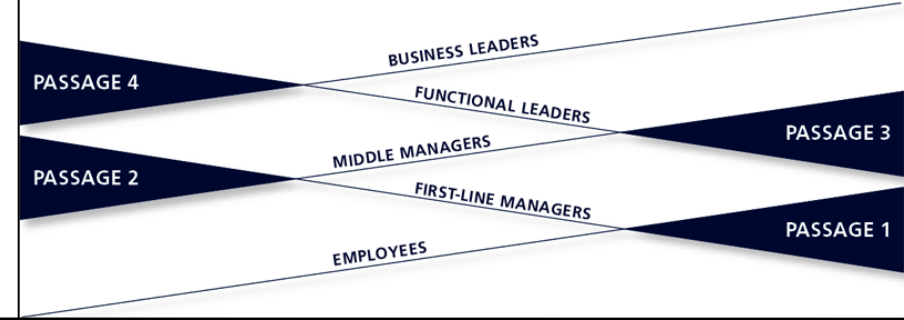 BUSINESS LEADERS
PASSAGE 4
FUNCTIONAL LEADERS
PASSAGE 3
MIDDLE MANAGERS
PASSAGE 2
FIRST-LINE MANAGERS
PASSAGE 1
EMPLOYEES